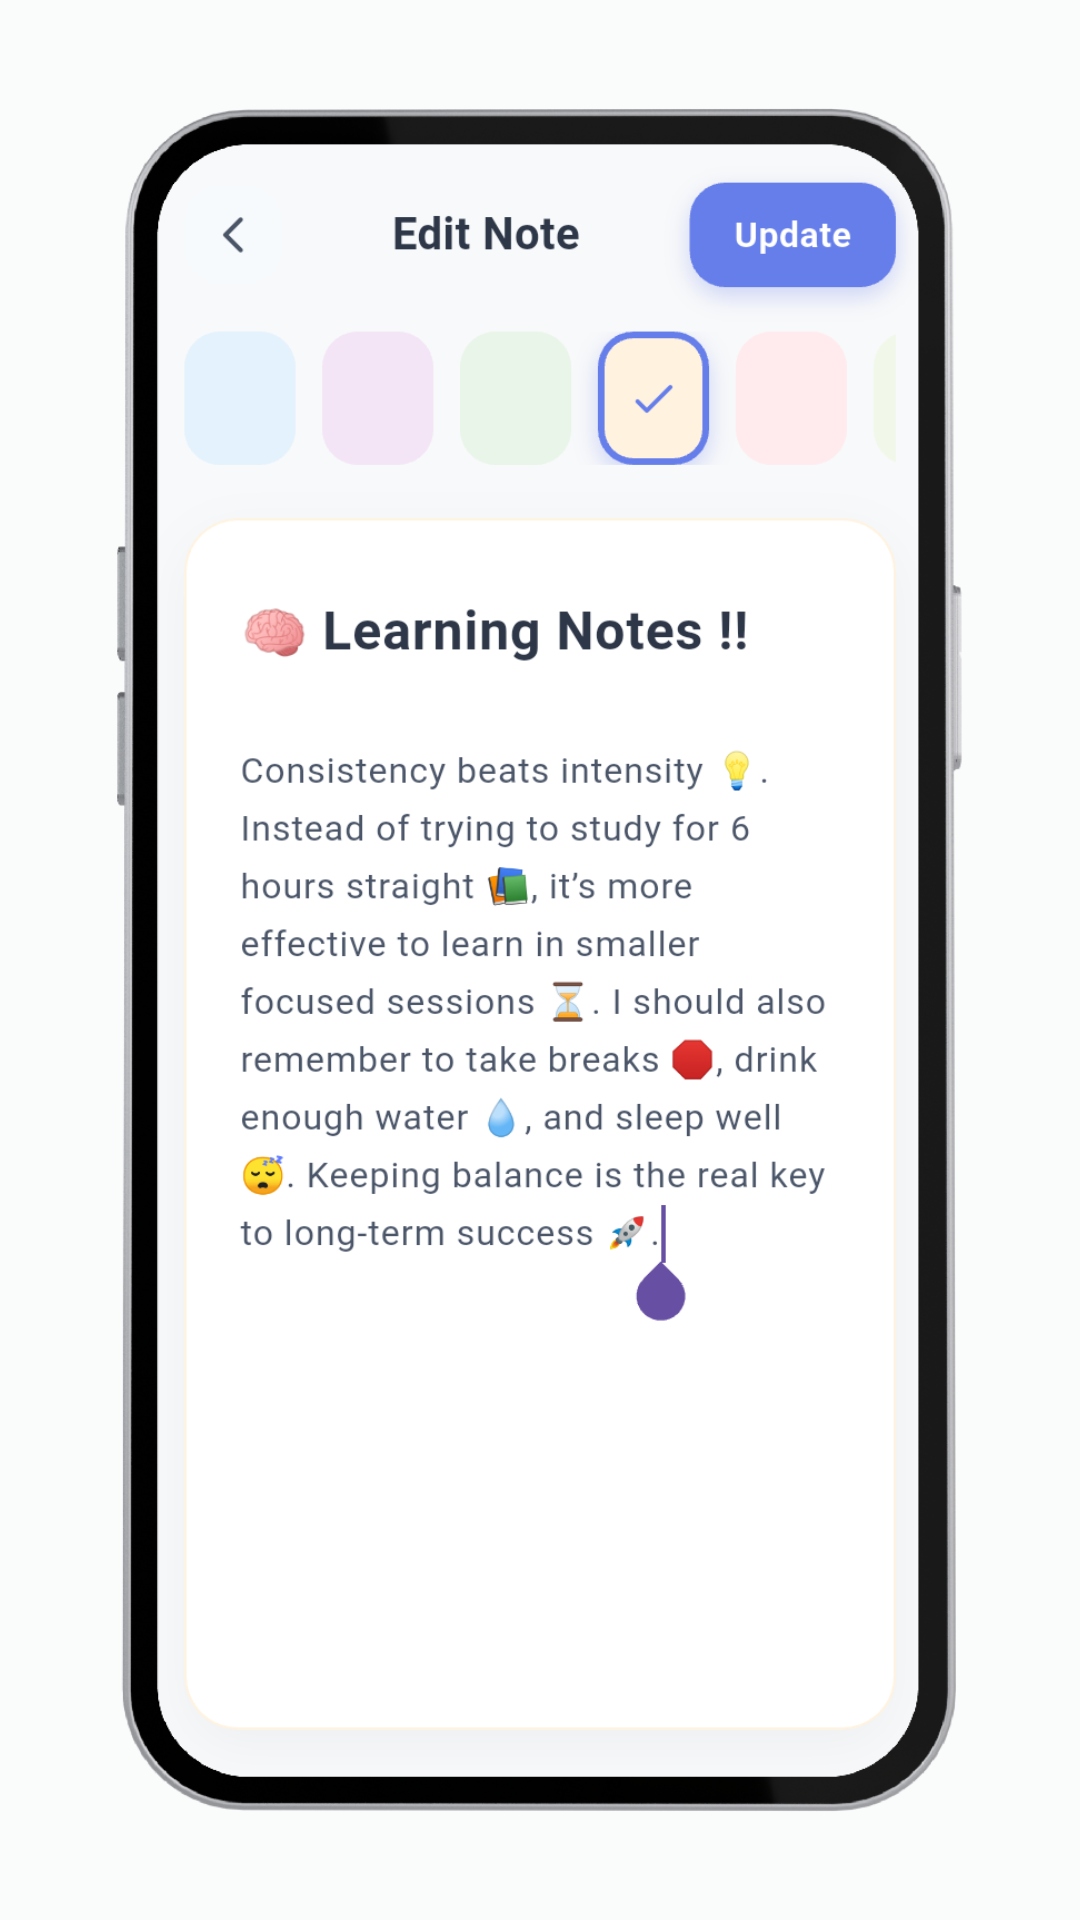 Edit Note
Update
🧠 Learning Notes !!
Consistency beats intensity 💡.
Instead of trying to study for 6
hours straight 📚, it’s more
effective to learn in smaller
focused sessions ⏳. I should also
remember to take breaks 🛑, drink
enough water 💧, and sleep well
😴. Keeping balance is the real key
to long-term success 🚀.